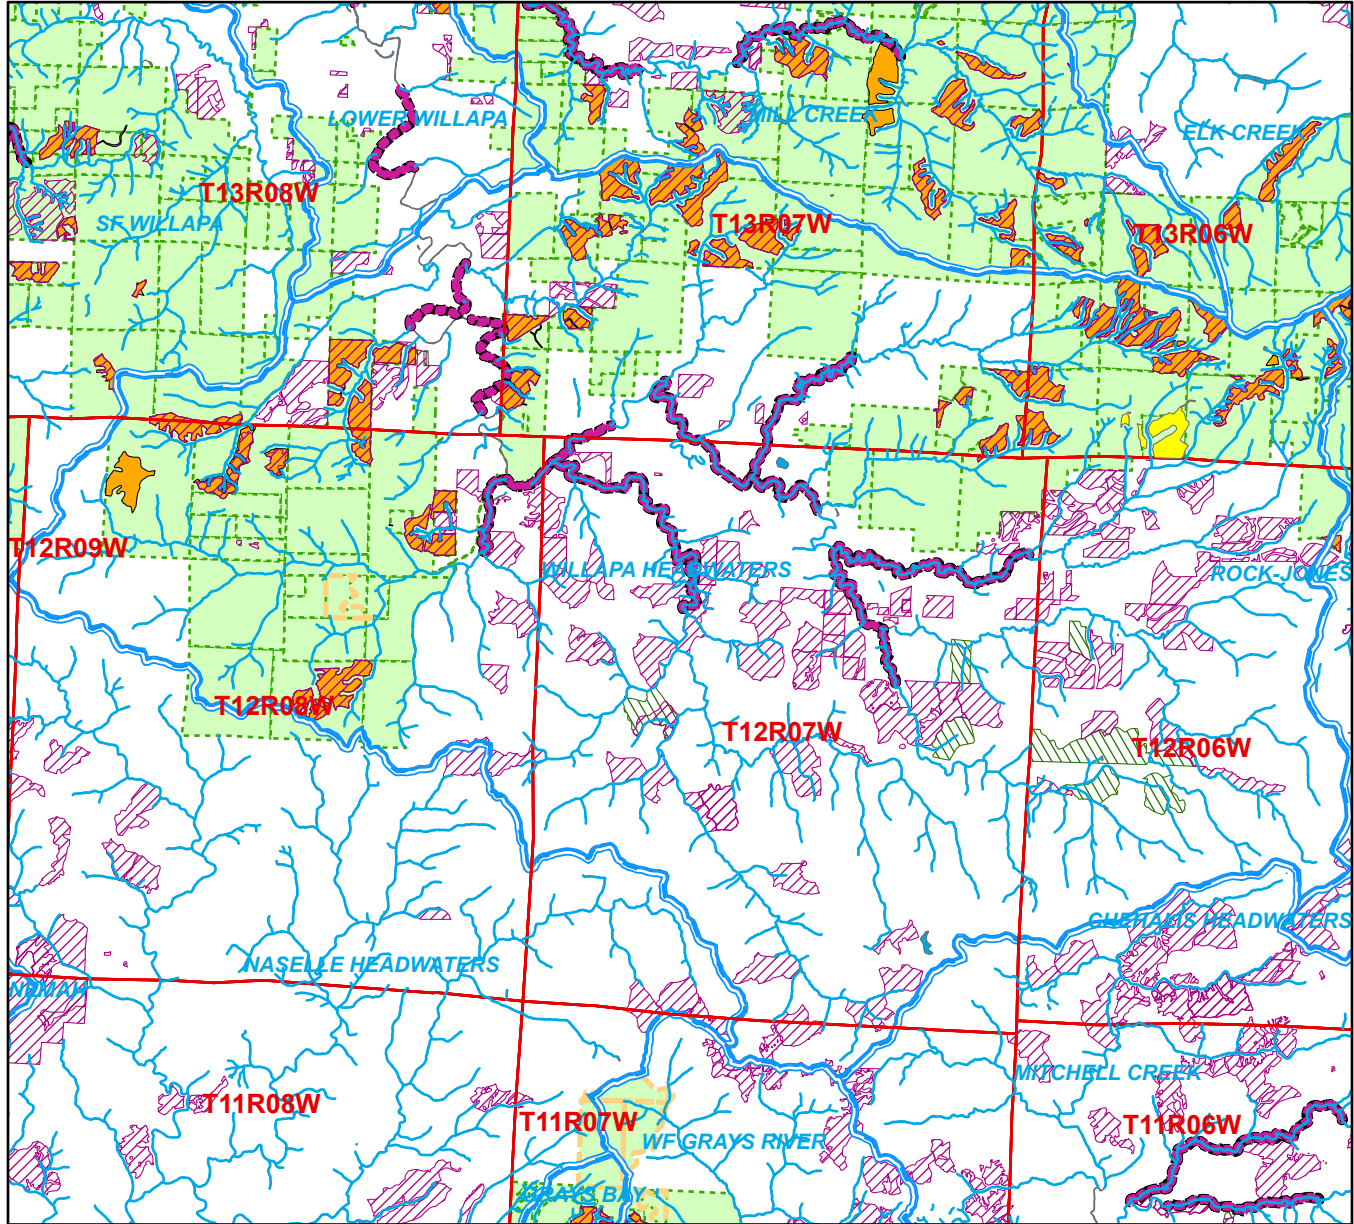 LOWER WILLAPA
MILL CREEK
ELK CREEK
T13R08W
SF WILLAPA
T13R07W
T13R06W
T12R09W
WILLAPA HEADWATERS
ROCK-JONES
T12R08W
T12R07W
T12R06W
CHEHALIS HEADWATERS
NASELLE HEADWATERS
NEMAH
MITCHELL CREEK
T11R08W
T11R07W
T11R06W
WF GRAYS RIVER
GRAYS BAY